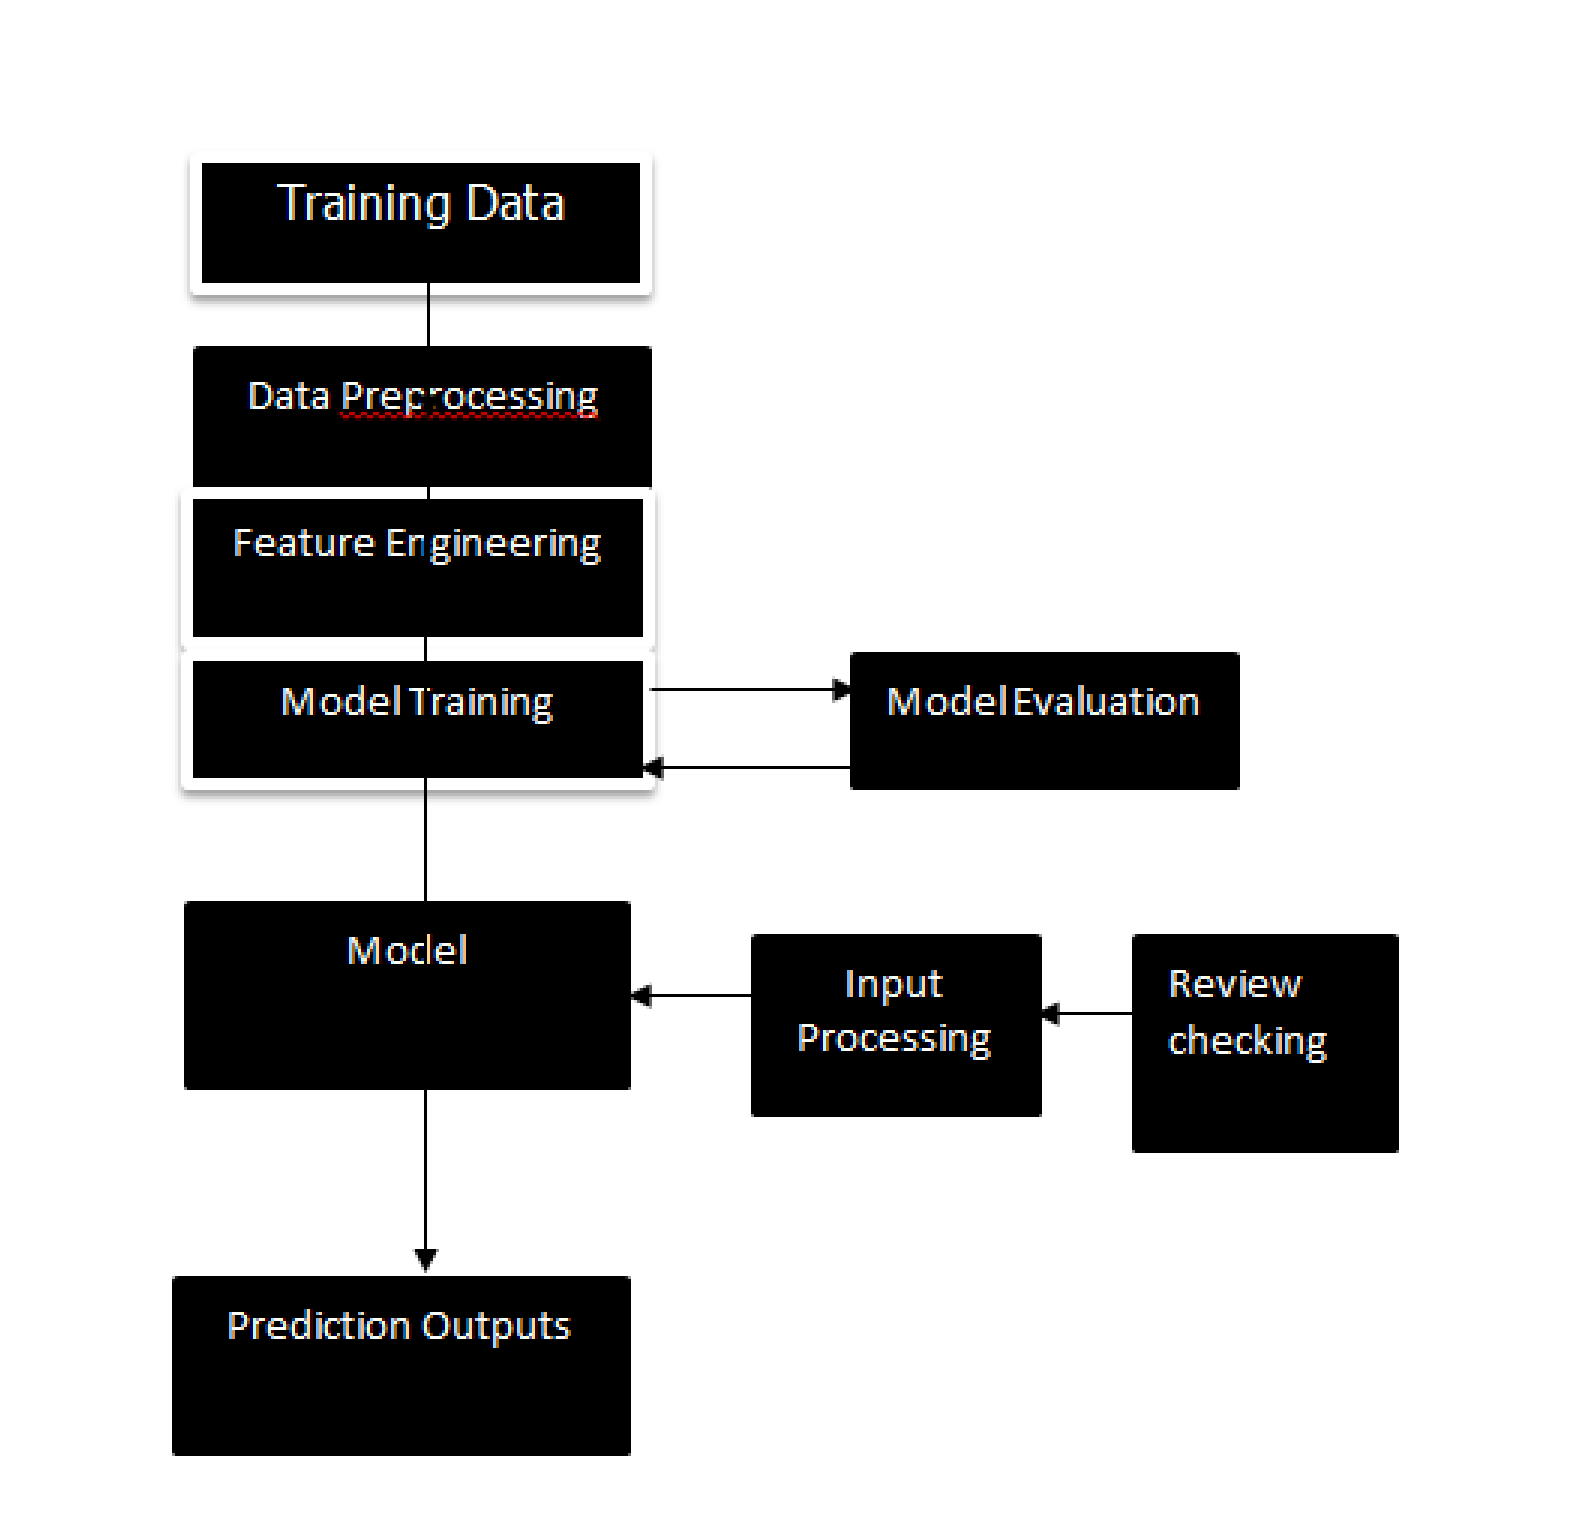 Training Data
Data Preprocessing
Feature Engineering
Model Training
Model Evaluation
Model
Input
Processing
Review
checking
Prediction Outputs